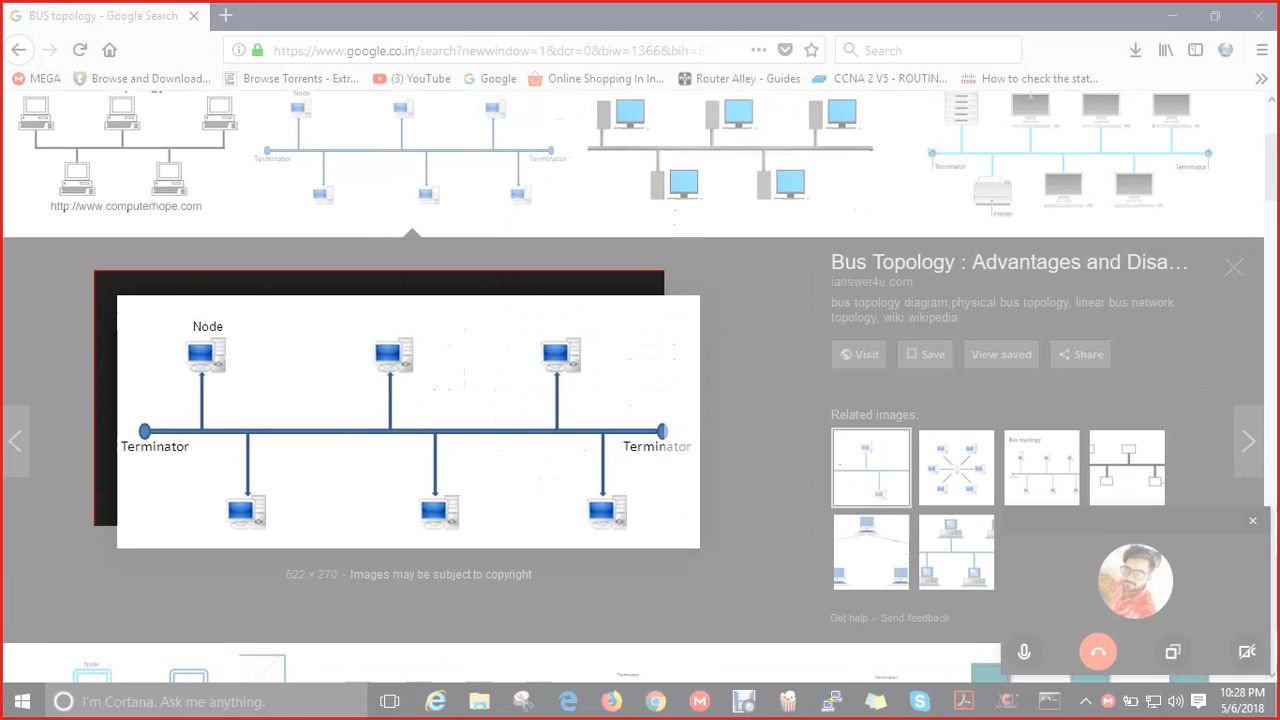 BUS topology - Google Search
https://www.google.co.in/search?newwindow=1&dcr=0&biw=1366&bih=6
Search
MEGA
Browse and Download...
Browse Torrents - Extr...
(3) YouTube
Google
Online Shopping In In...
Router Alley - Guides
CCNA 2 V5 - ROUTIN...
How to check the stat...
Node
Terminator
Terminator
Terminator
Terminator
Printer
http://www.computerhope.com
Bus Topology : Advantages and Disa...
ianswer4u.com
bus topology diagram,physical bus topology, linear bus network
topology, wiki wikipedia
Visit
Save
View saved
Share
Node
Terminator
Terminator
Related images:
Bus topology
622 × 270 - Images may be subject to copyright
Get help - Send feedback
Node
Terminator
Terminator
I'm Cortana. Ask me anything.
10:28 PM
5/6/2018